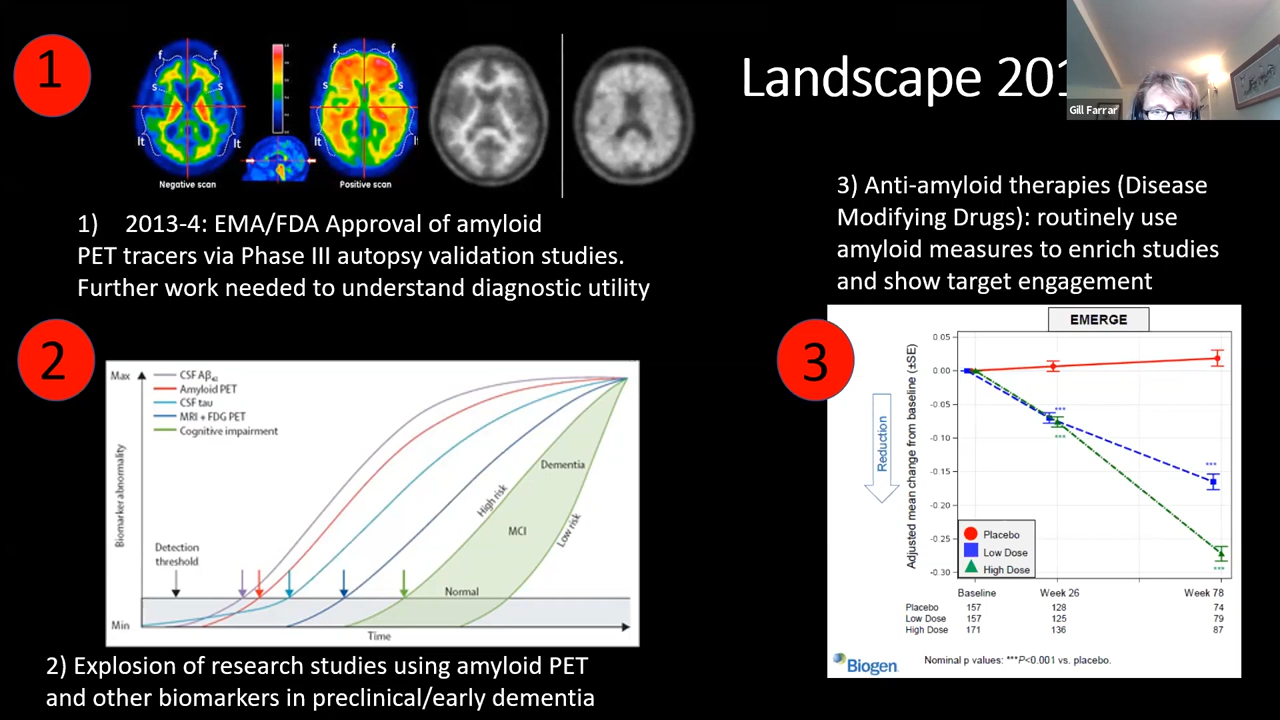 1
f
f
s
s
lt
lt
Negative scan
f
f
s
s
lt
Positive scan
Landscape 201
Gill Farrar
1) 2013-4: EMA/FDA Approval of amyloid
PET tracers via Phase III autopsy validation studies.
Further work needed to understand diagnostic utility
2
Max
Biomarker abnormality
Min
CSF Aβ42
Amyloid PET
CSF tau
MRI + FDG PET
Cognitive impairment
Detection
threshold
High risk
Dementia
MCI
Low risk
Normal
Time
2) Explosion of research studies using amyloid PET
and other biomarkers in preclinical/early dementia
3) Anti-amyloid therapies (Disease
Modifying Drugs): routinely use
amyloid measures to enrich studies
and show target engagement
3
EMERGE
Reduction
Adjusted mean change from baseline (±SE)
0.05
0.00
-0.05
-0.10
-0.15
-0.20
-0.25
-0.30
***
***
***
***
Placebo
Low Dose
High Dose
Baseline Week 26 Week 78
Placebo 157 128 74
Low Dose 157 125 79
High Dose 171 136 87
Biogen
Nominal p values: ***P<0.001 vs. placebo.